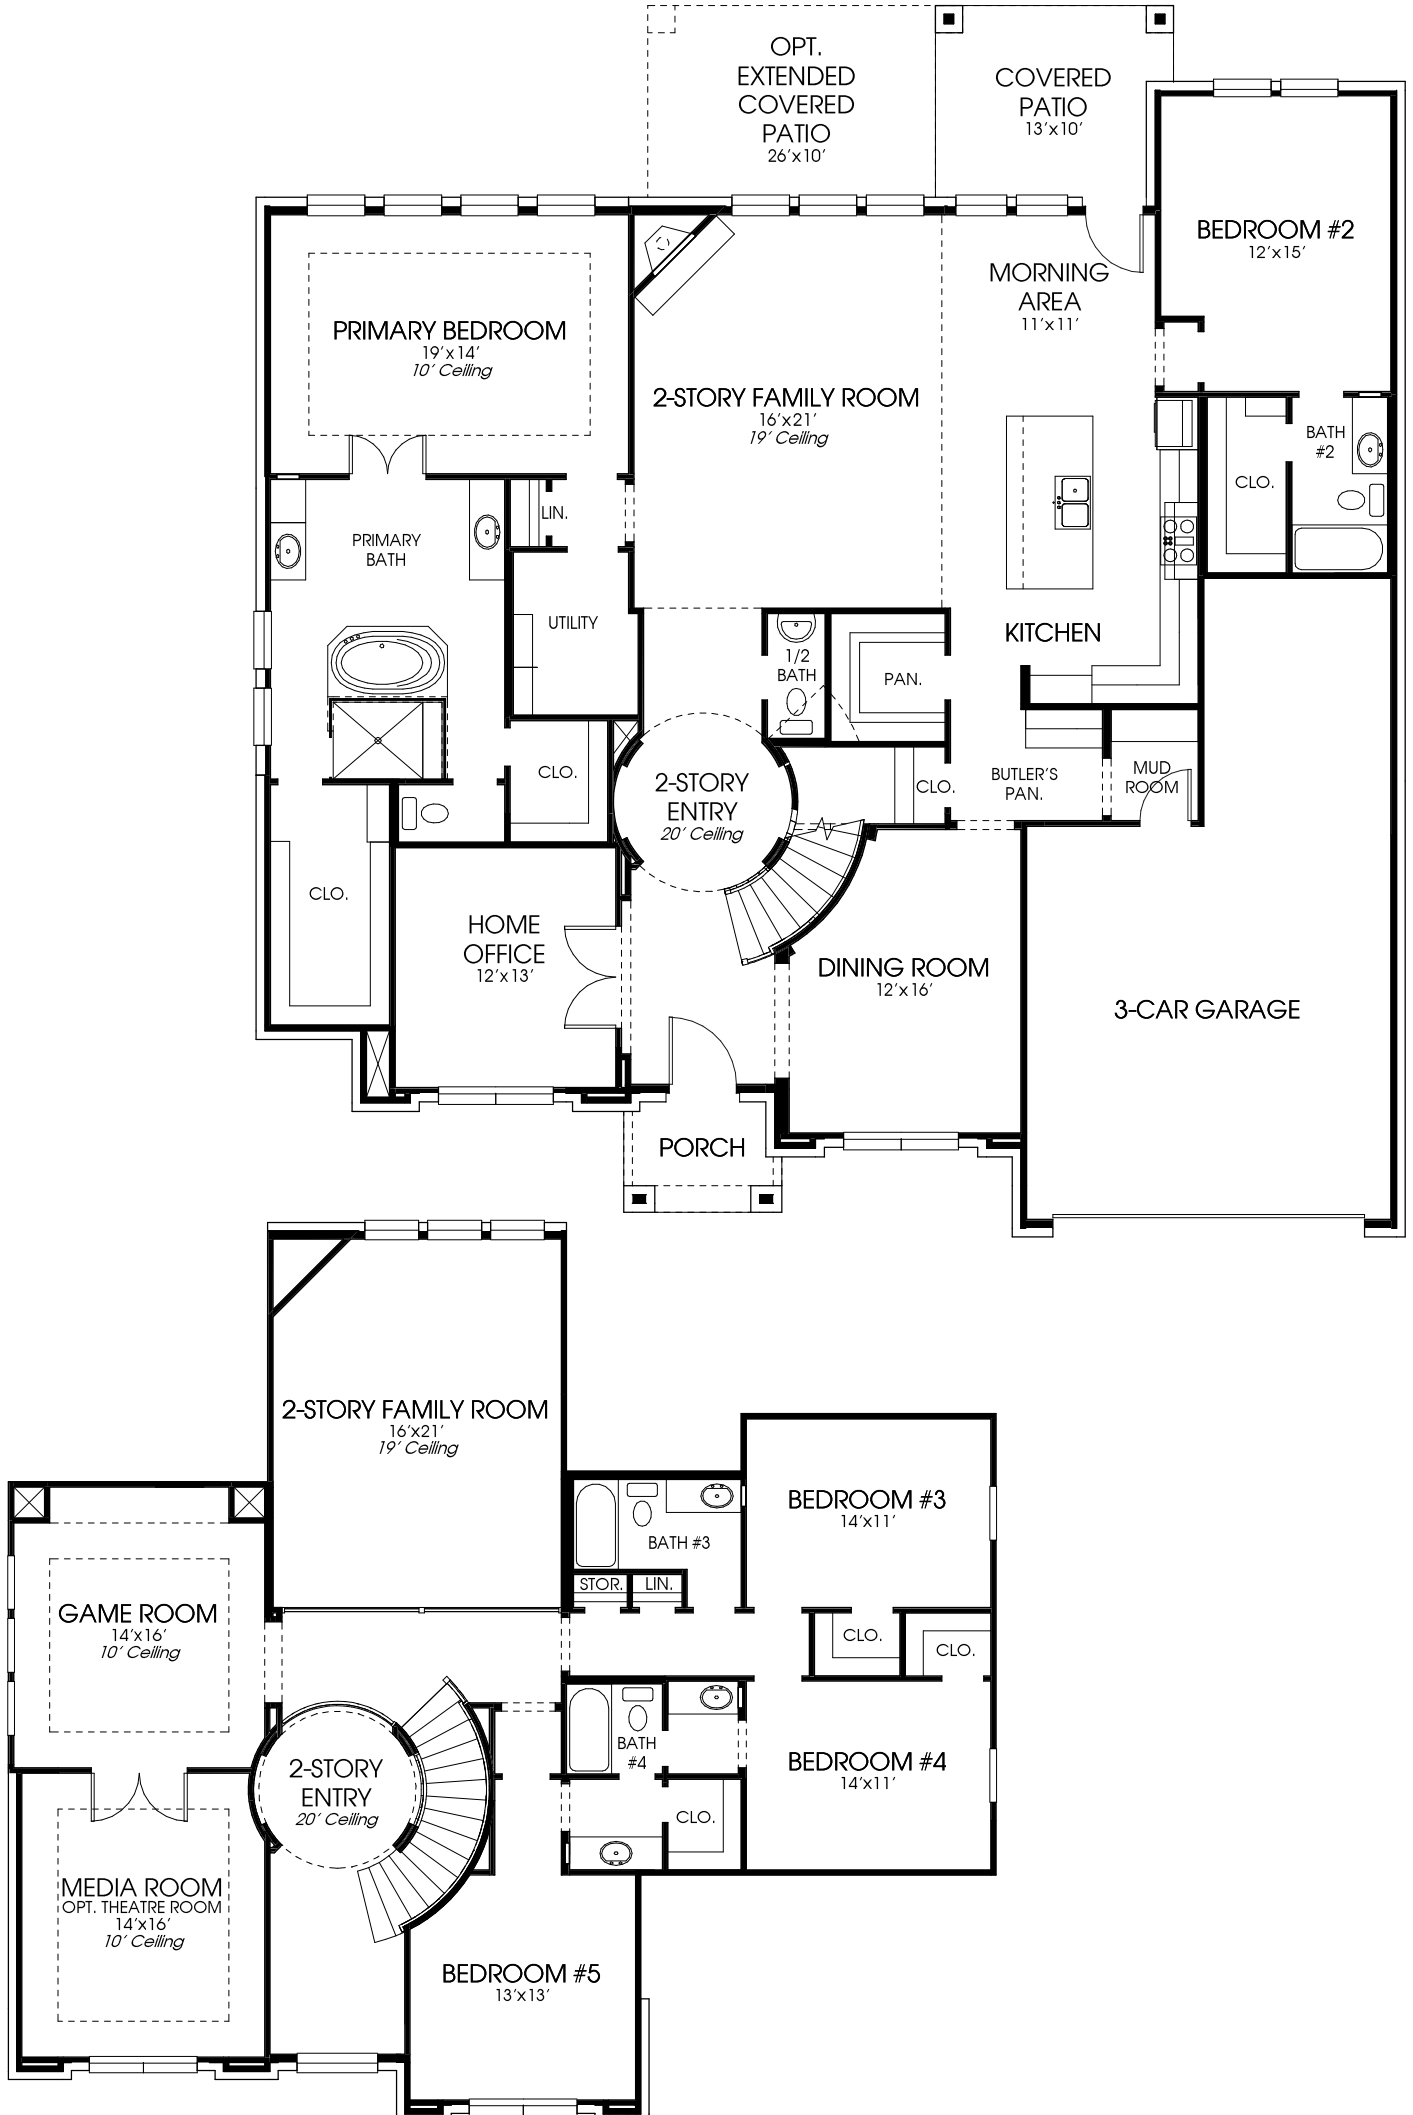 OPT.
EXTENDED
COVERED
PATIO
26'x10'
COVERED
PATIO
13'x10'
BEDROOM #2
12'x15'
MORNING
AREA
11'x11'
PRIMARY BEDROOM
19'x14'
10' Ceiling
2-STORY FAMILY ROOM
16'x21'
19' Ceiling
BATH
#2
CLO.
LIN.
PRIMARY
BATH
UTILITY
KITCHEN
1/2
BATH
PAN.
CLO.
2-STORY
ENTRY
20' Ceiling
CLO.
BUTLER'S
PAN.
MUD
ROOM
CLO.
HOME
OFFICE
12'x13'
DINING ROOM
12'x16'
3-CAR GARAGE
PORCH
2-STORY FAMILY ROOM
16'x21'
19' Ceiling
BEDROOM #3
14'x11'
BATH #3
STOR.
LIN.
GAME ROOM
14'x16'
10' Ceiling
CLO.
CLO.
BATH
#4
BEDROOM #4
14'x11'
2-STORY
ENTRY
20' Ceiling
CLO.
MEDIA ROOM
OPT. THEATRE ROOM
14'x16'
10' Ceiling
BEDROOM #5
13'x13'